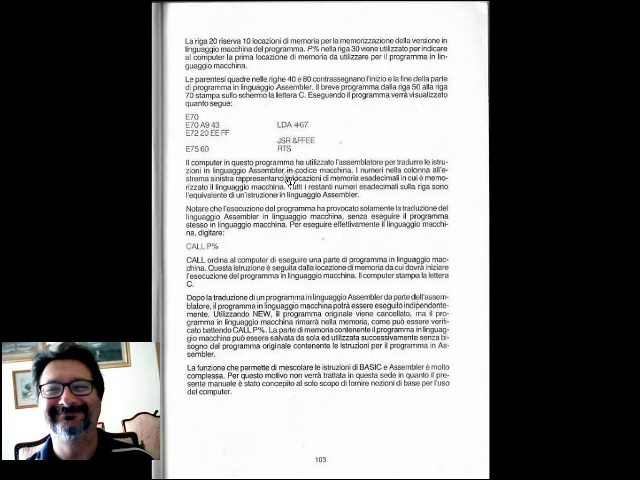 La riga 20 riserva 10 locazioni di memoria per la memorizzazione della versione in
linguaggio macchina del programma. P% nella riga 30 viene utilizzato per indicare
al computer la prima locazione di memoria da utilizzare per il programma in lin-
guaggio macchina.
Le parentesi quadre nelle righe 40 e 80 contrassegnano l'inizio e la fine della parte
di programma in linguaggio Assembler. Il breve programma dalla riga 50 alla riga
70 stampa sullo schermo la lettera C. Eseguendo il programma verrà visualizzato
quanto segue:
E70
E70 A9 43 LDA #67
E72 20 EE FF
JSR &FFEE
E75 60 RTS
Il computer in questo programma ha utilizzato l'assemblatore per tradurre le istru-
zioni in linguaggio Assembler in codice macchina. I numeri nella colonna all'e-
strema sinistra rappresentano indicazioni di memoria esadecimali in cui è memo-
rizzato il linguaggio macchina. Tutti i restanti numeri esadecimali sulla riga sono
l'equivalente di un'istruzione in linguaggio Assembler.
Notare che l'esecuzione del programma ha provocato solamente la traduzione del
linguaggio Assembler in linguaggio macchina, senza eseguire il programma
stesso in linguaggio macchina. Per eseguire effettivamente il linguaggio macchi-
na, digitare:
CALL P%
CALL ordina al computer di eseguire una parte di programma in linguaggio mac-
china. Questa istruzione è seguita dalla locazione di memoria da cui dovrà iniziare
l'esecuzione del programma in linguaggio macchina. Il computer stampa la lettera
C.
Dopo la traduzione di un programma in linguaggio Assembler da parte dell'assem-
blatore, il programma in linguaggio macchina potrà essere eseguito indipendente-
mente. Utilizzando NEW, il programma originale viene cancellato, ma il pro-
gramma in linguaggio macchina rimarrà nella memoria, come può essere verifi-
cato battendo CALL P%. La parte di memoria contenente il programma in linguag-
gio macchina può essere salvata da sola ed utilizzata successivamente senza bi-
sogno del programma originale contenente le istruzioni per il programma in As-
sembler.
La funzione che permette di mescolare le istruzioni di BASIC e Assembler è molto
complessa. Per questo motivo non verrà trattata in questa sede in quanto il pre-
sente manuale è stato concepito al solo scopo di fornire nozioni di base per l'uso
del computer.
103